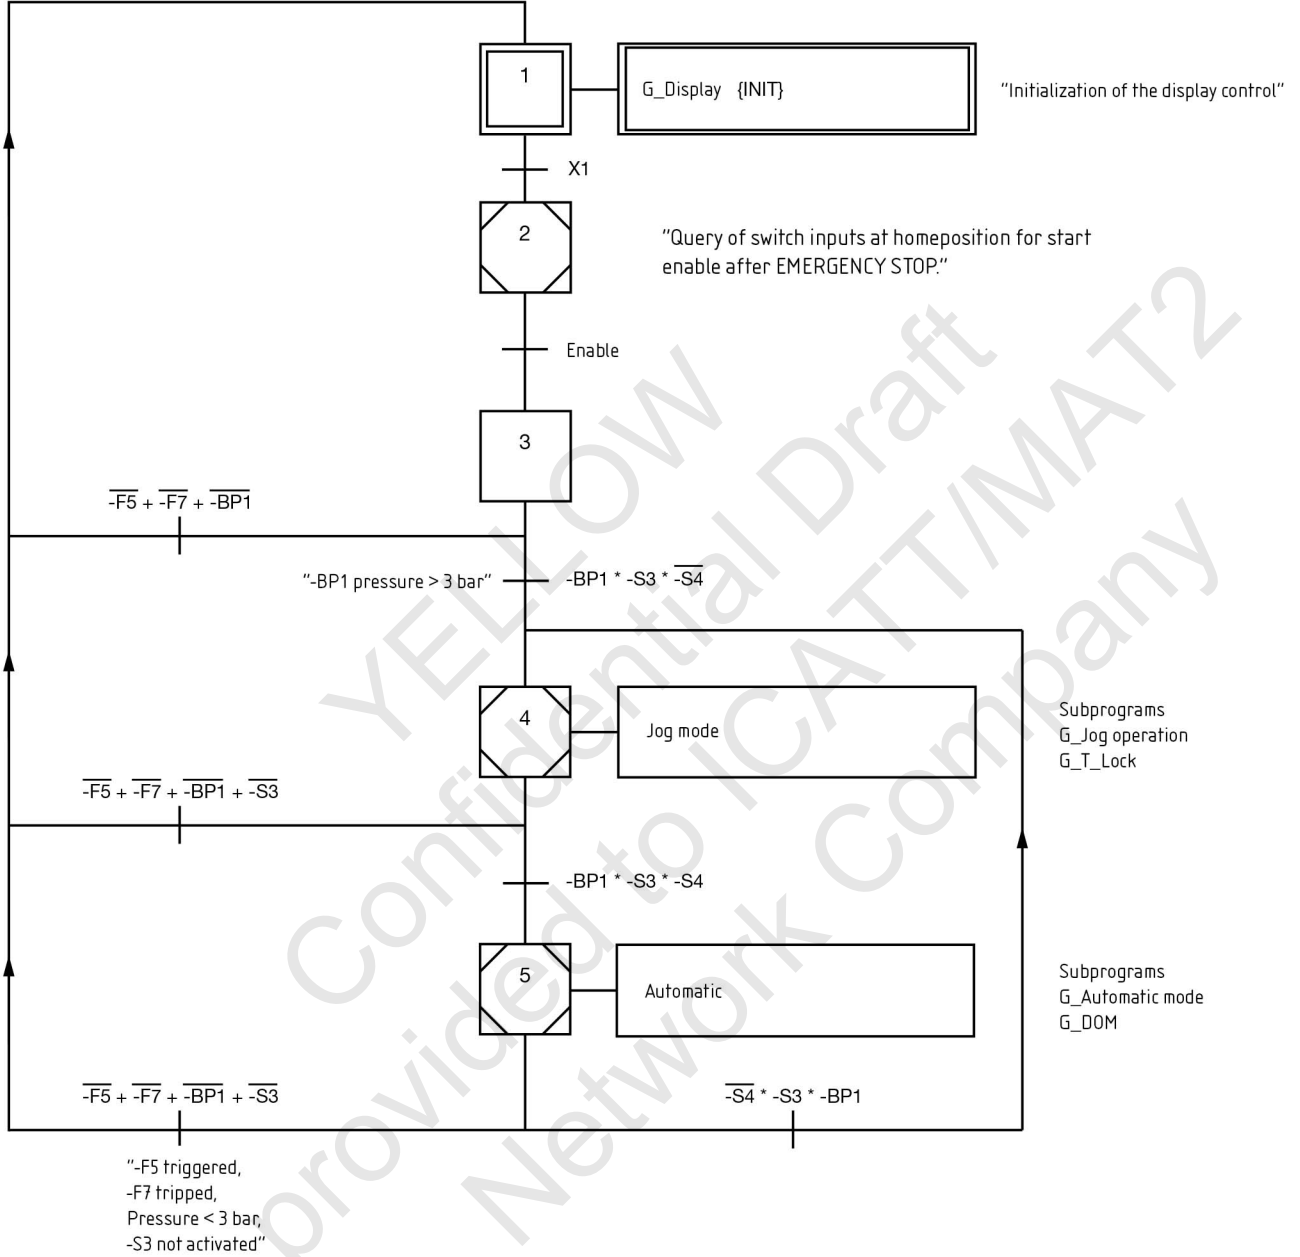 1
G_Display {INIT}
"Initialization of the display control"
X1
2
"Query of switch inputs at homeposition for start
enable after EMERGENCY STOP."
Enable
3
-F5 + -F7 + -BP1
"-BP1 pressure > 3 bar"
-BP1 * -S3 * -S4
4
Jog mode
Subprograms
G_Jog operation
G_T_Lock
-F5 + -F7 + -BP1 + -S3
-BP1 * -S3 * -S4
5
Automatic
Subprograms
G_Automatic mode
G_DOM
-F5 + -F7 + -BP1 + -S3
-S4 * -S3 * -BP1
"-F5 triggered,
-F7 tripped,
Pressure < 3 bar,
-S3 not activated"
YELLOW
Confidential Draft
provided to ICATT/MAT2
Network Company